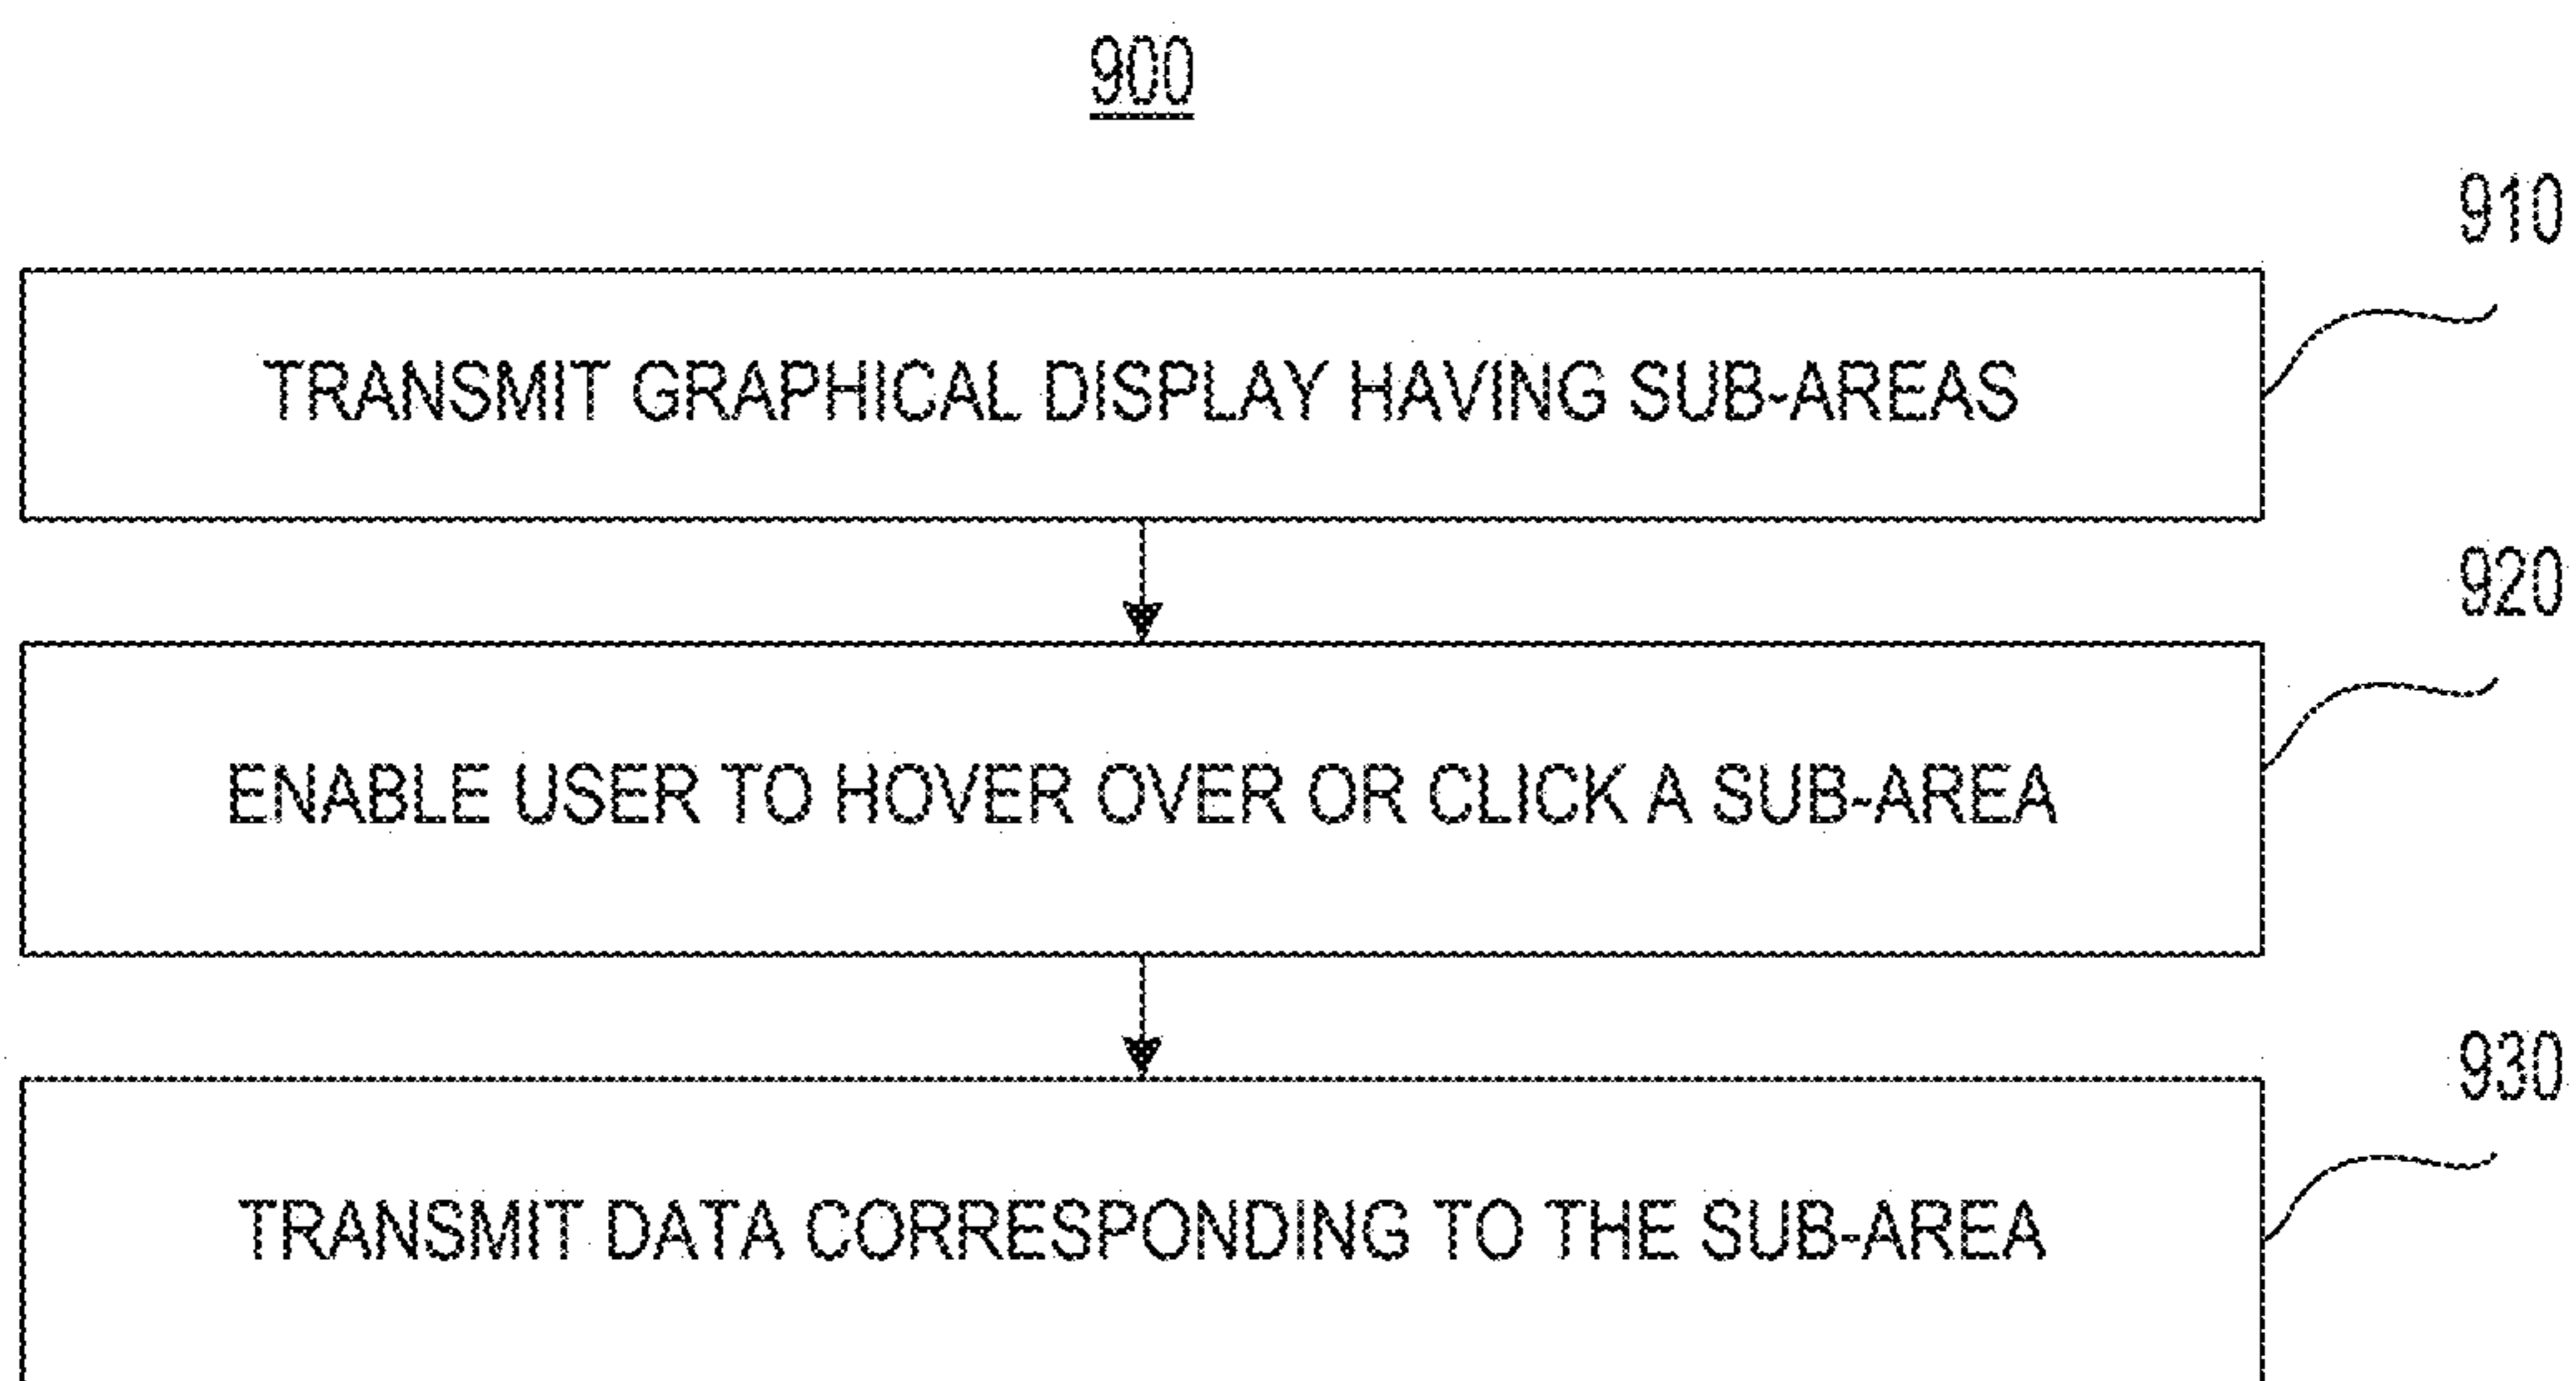 900
910
TRANSMIT GRAPHICAL DISPLAY HAVING SUB-AREAS
920
ENABLE USER TO HOVER OVER OR CLICK A SUB-AREA
930
TRANSMIT DATA CORRESPONDING TO THE SUB-AREA